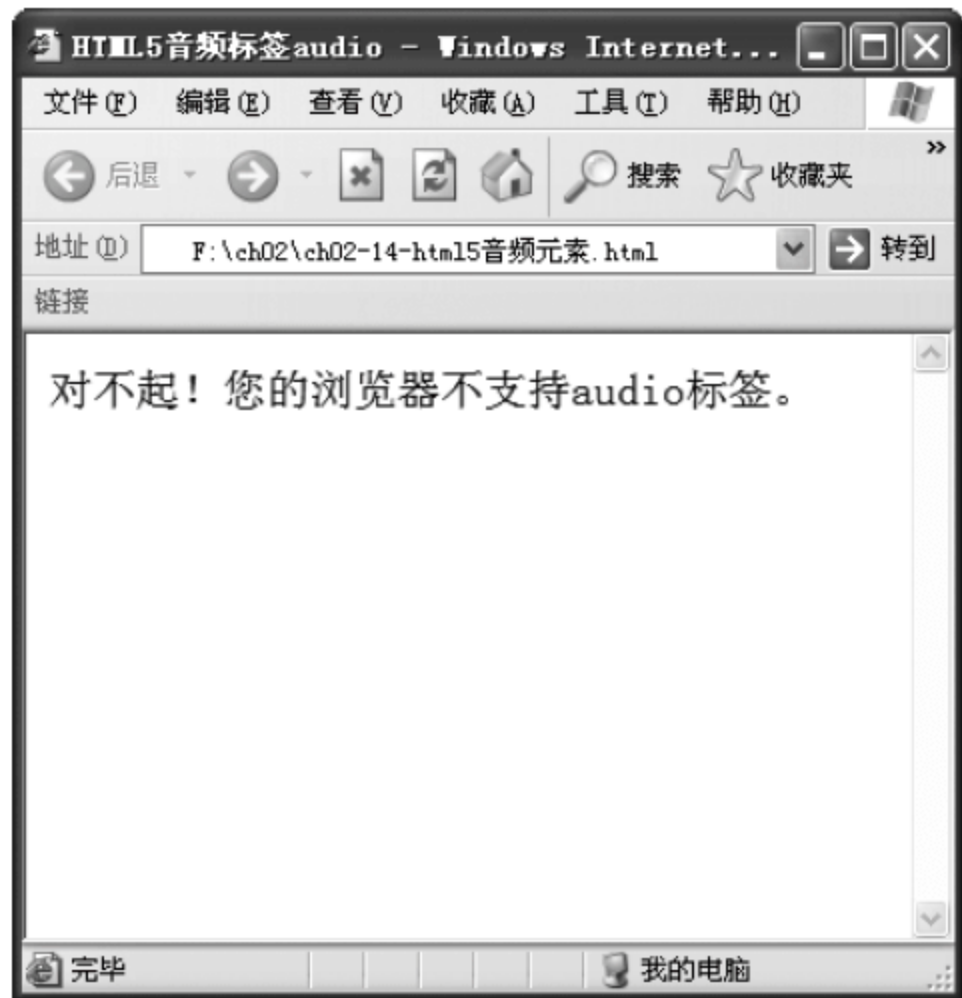 HTML5音频标签audio - Windows Internet...
文件(F) 编辑(E) 查看(V) 收藏(A) 工具(T) 帮助(H)
后退 搜索 收藏夹 »
地址(D) F:\ch02\ch02-14-html5音频元素.html 转到
链接
对不起！您的浏览器不支持audio标签。
完毕 我的电脑